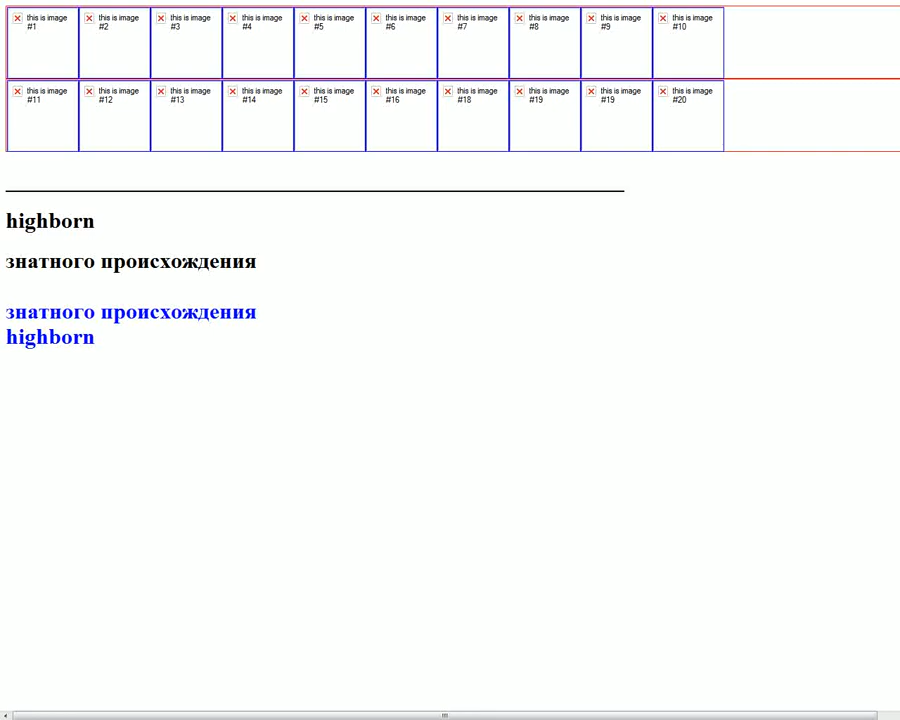 this is image this is image this is image this is image this is image this is image this is image this is image this is image this is image
#1 #2 #3 #4 #5 #6 #7 #8 #9 #10
this is image this is image this is image this is image this is image this is image this is image this is image this is image this is image
#11 #12 #13 #14 #15 #16 #18 #19 #19 #20
highborn
знатного происхождения
знатного происхождения
highborn